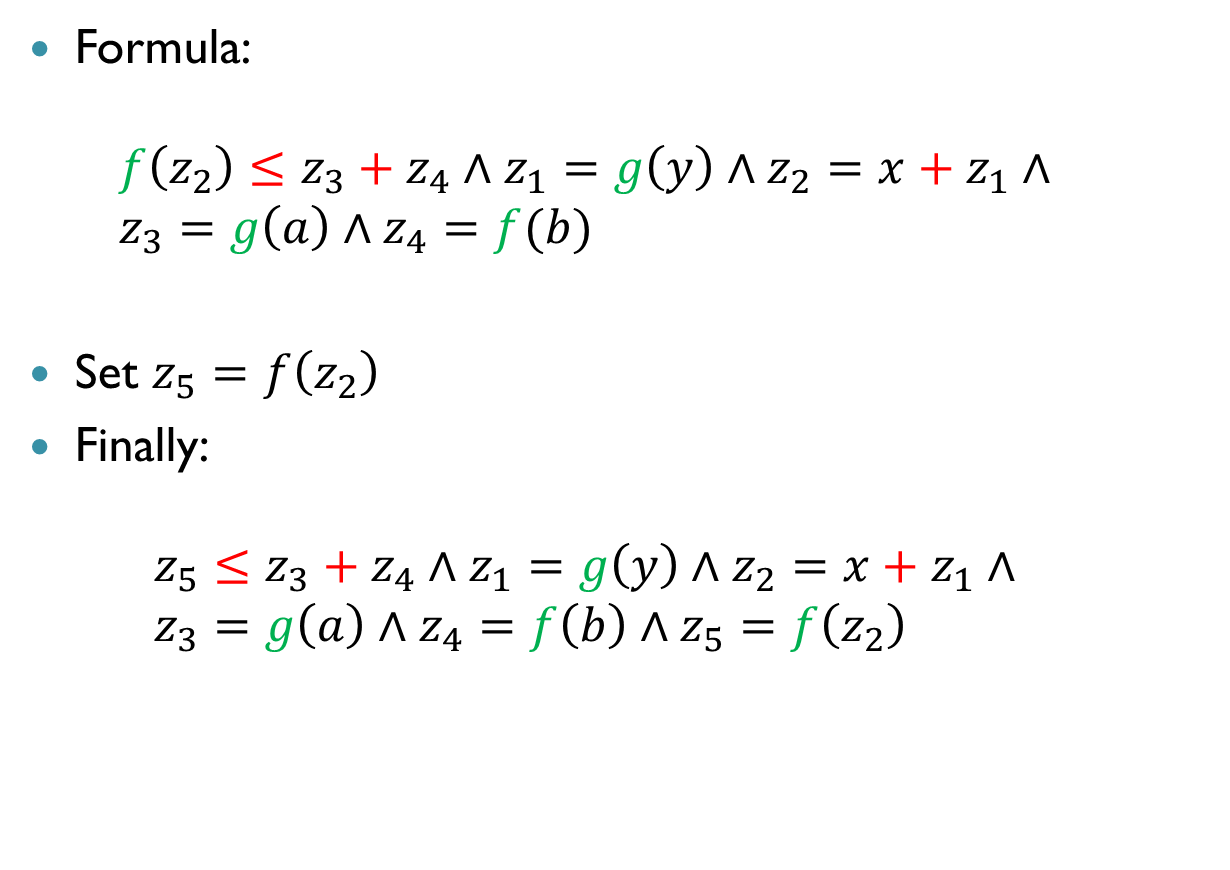 • Formula:
f(z₂) ≤ z₃ + z₄ ∧ z₁ = g(y) ∧ z₂ = x + z₁ ∧
z₃ = g(a) ∧ z₄ = f(b)
• Set z₅ = f(z₂)
• Finally:
z₅ ≤ z₃ + z₄ ∧ z₁ = g(y) ∧ z₂ = x + z₁ ∧
z₃ = g(a) ∧ z₄ = f(b) ∧ z₅ = f(z₂)